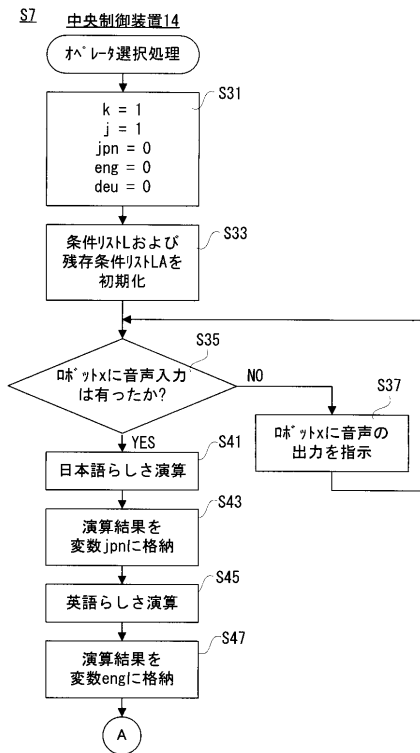 S7
中央制御装置14
ｵﾍﾟﾚｰﾀ選択処理
S31
k = 1
j = 1
jpn = 0
eng = 0
deu = 0
S33
条件ﾘｽﾄLおよび
残存条件ﾘｽﾄLAを
初期化
S35
ﾛﾎﾞｯﾄxに音声入力
は有ったか?
NO
YES
S37
ﾛﾎﾞｯﾄxに音声の
出力を指示
S41
日本語らしさ演算
S43
演算結果を
変数jpnに格納
S45
英語らしさ演算
S47
演算結果を
変数engに格納
A